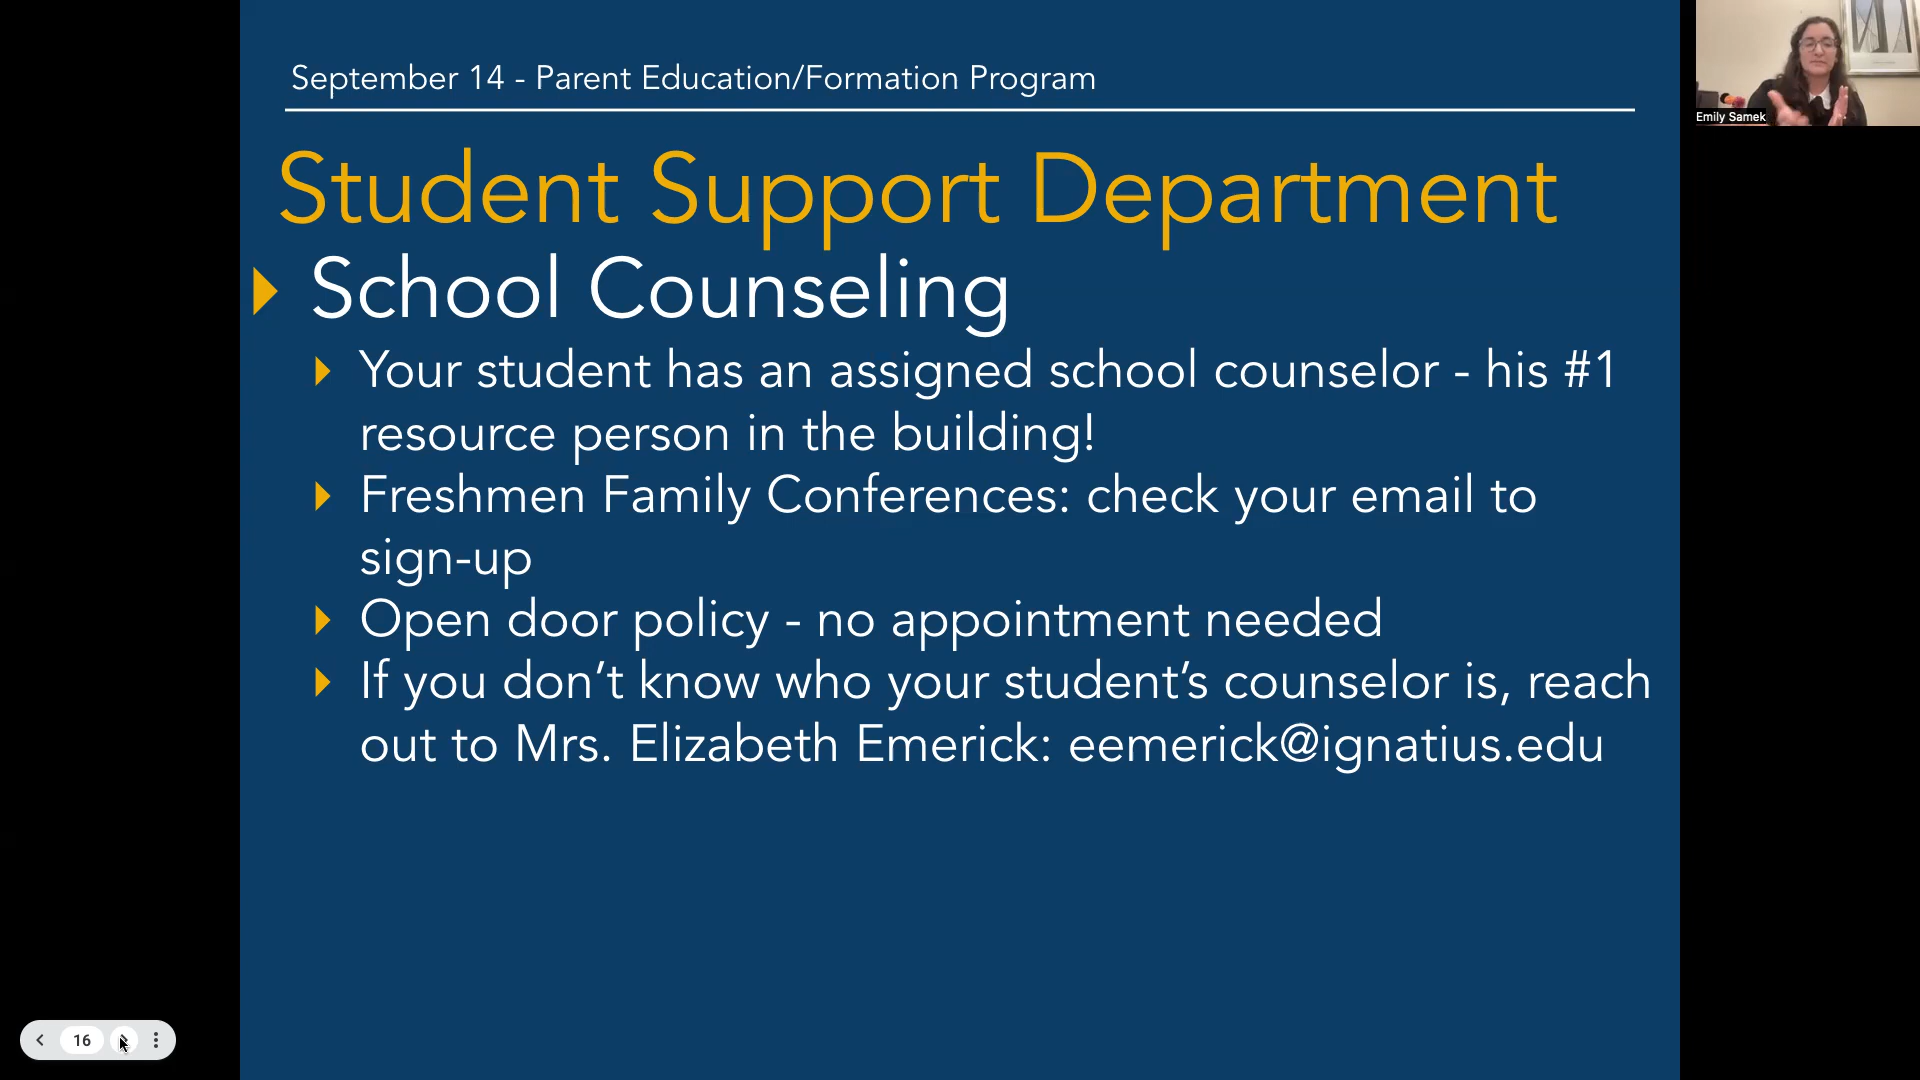 September 14 - Parent Education/Formation Program
Student Support Department
School Counseling
Your student has an assigned school counselor - his #1
resource person in the building!
Freshmen Family Conferences: check your email to
sign-up
Open door policy - no appointment needed
If you don’t know who your student’s counselor is, reach
out to Mrs. Elizabeth Emerick: eemerick@ignatius.edu
Emily Samek
16